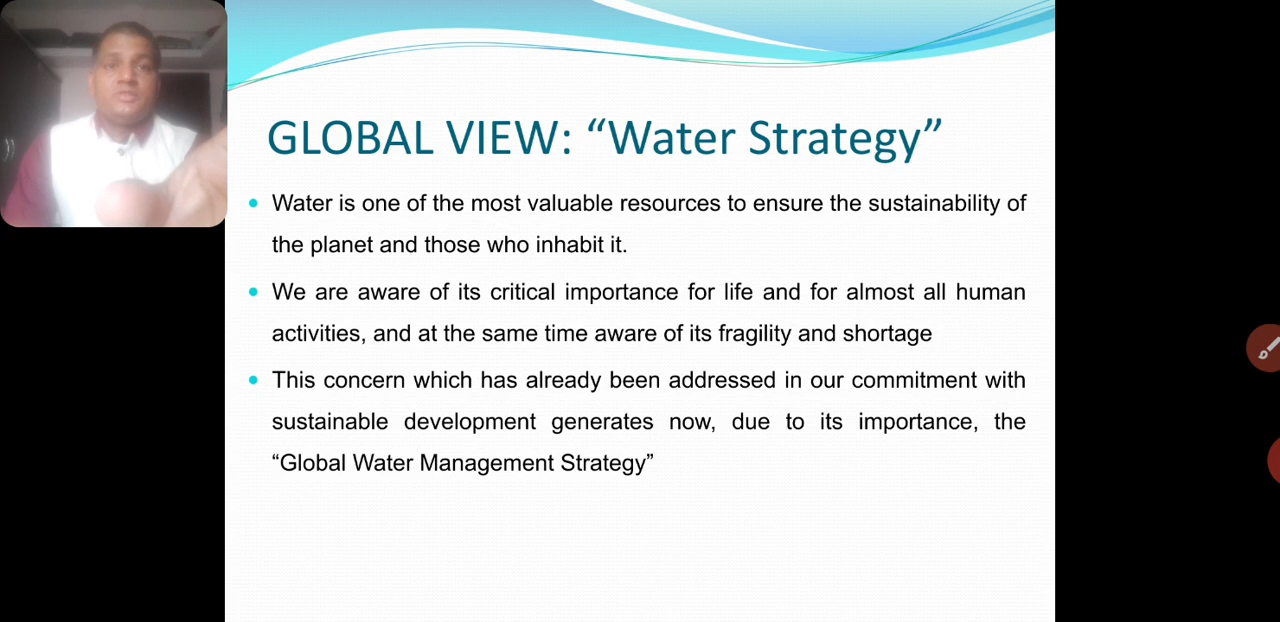 GLOBAL VIEW: “Water Strategy”
Water is one of the most valuable resources to ensure the sustainability of
the planet and those who inhabit it.
We are aware of its critical importance for life and for almost all human
activities, and at the same time aware of its fragility and shortage
This concern which has already been addressed in our commitment with
sustainable development generates now, due to its importance, the
“Global Water Management Strategy”